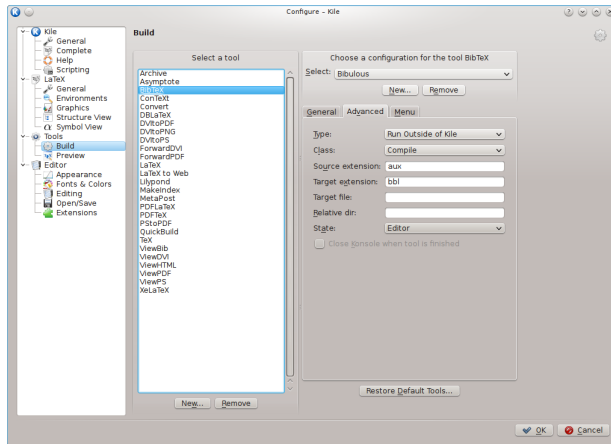 Configure – Kile
Kile
General
Complete
Help
Scripting
LaTeX
General
Environments
Graphics
Structure View
Symbol View
Tools
Build
Preview
Editor
Appearance
Fonts & Colors
Editing
Open/Save
Extensions
Build
Select a tool
Archive
Asymptote
BibTeX
ConTeXt
Convert
DBLaTeX
DVItoPDF
DVItoPNG
DVItoPS
ForwardDVI
ForwardPDF
LaTeX
LaTeX to Web
Lilypond
MakeIndex
MetaPost
PDFLaTeX
PDFTeX
PStoPDF
QuickBuild
TeX
ViewBib
ViewDVI
ViewHTML
ViewPDF
ViewPS
XeLaTeX
New... Remove
Choose a configuration for the tool BibTeX
Select: Bibulous
New... Remove
General Advanced Menu
Type: Run Outside of Kile
Class: Compile
Source extension: aux
Target extension: bbl
Target file:
Relative dir:
State: Editor
Close Konsole when tool is finished
Restore Default Tools...
OK Cancel